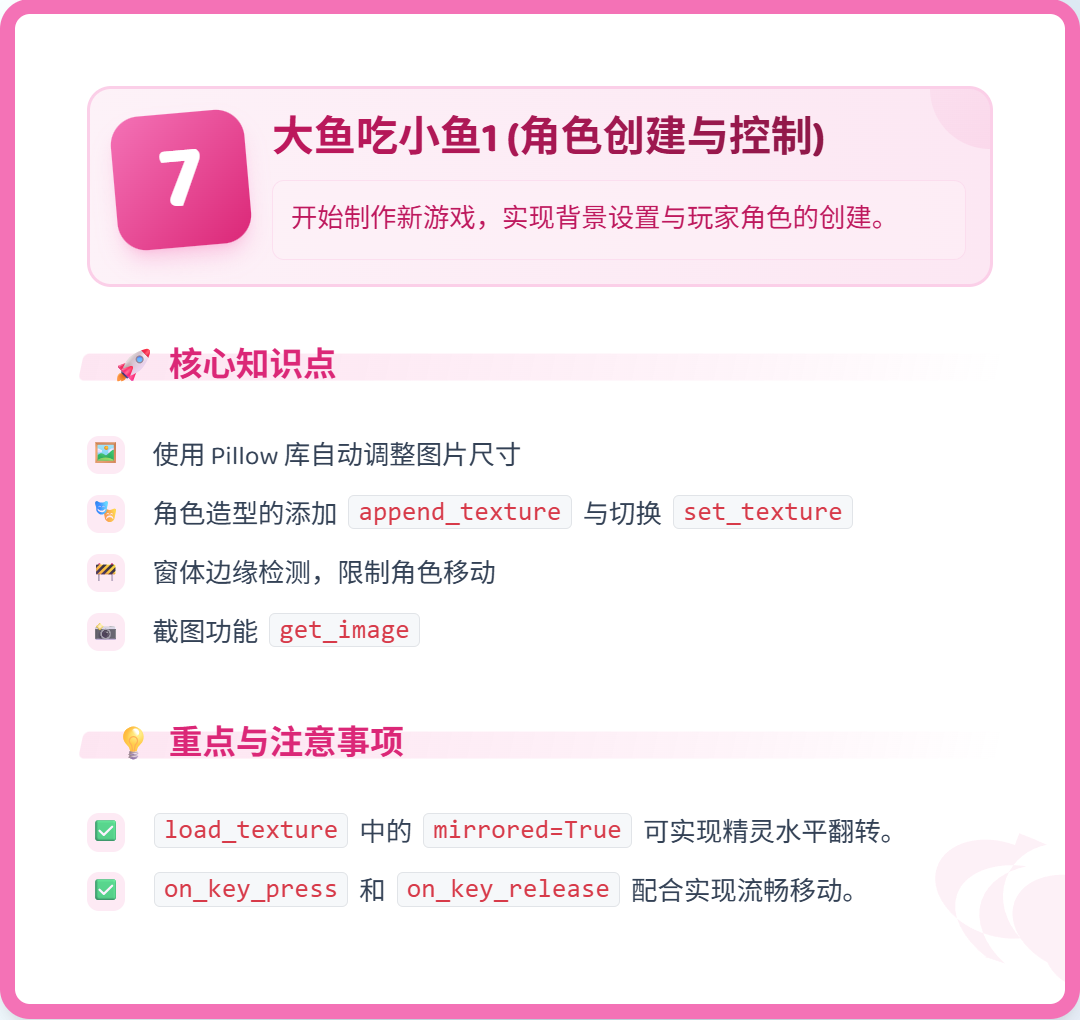 7
大鱼吃小鱼1 (角色创建与控制)
开始制作新游戏，实现背景设置与玩家角色的创建。
🚀 核心知识点
使用 Pillow 库自动调整图片尺寸
角色造型的添加 append_texture 与切换 set_texture
窗体边缘检测，限制角色移动
截图功能 get_image
💡 重点与注意事项
load_texture 中的 mirrored=True 可实现精灵水平翻转。
on_key_press 和 on_key_release 配合实现流畅移动。